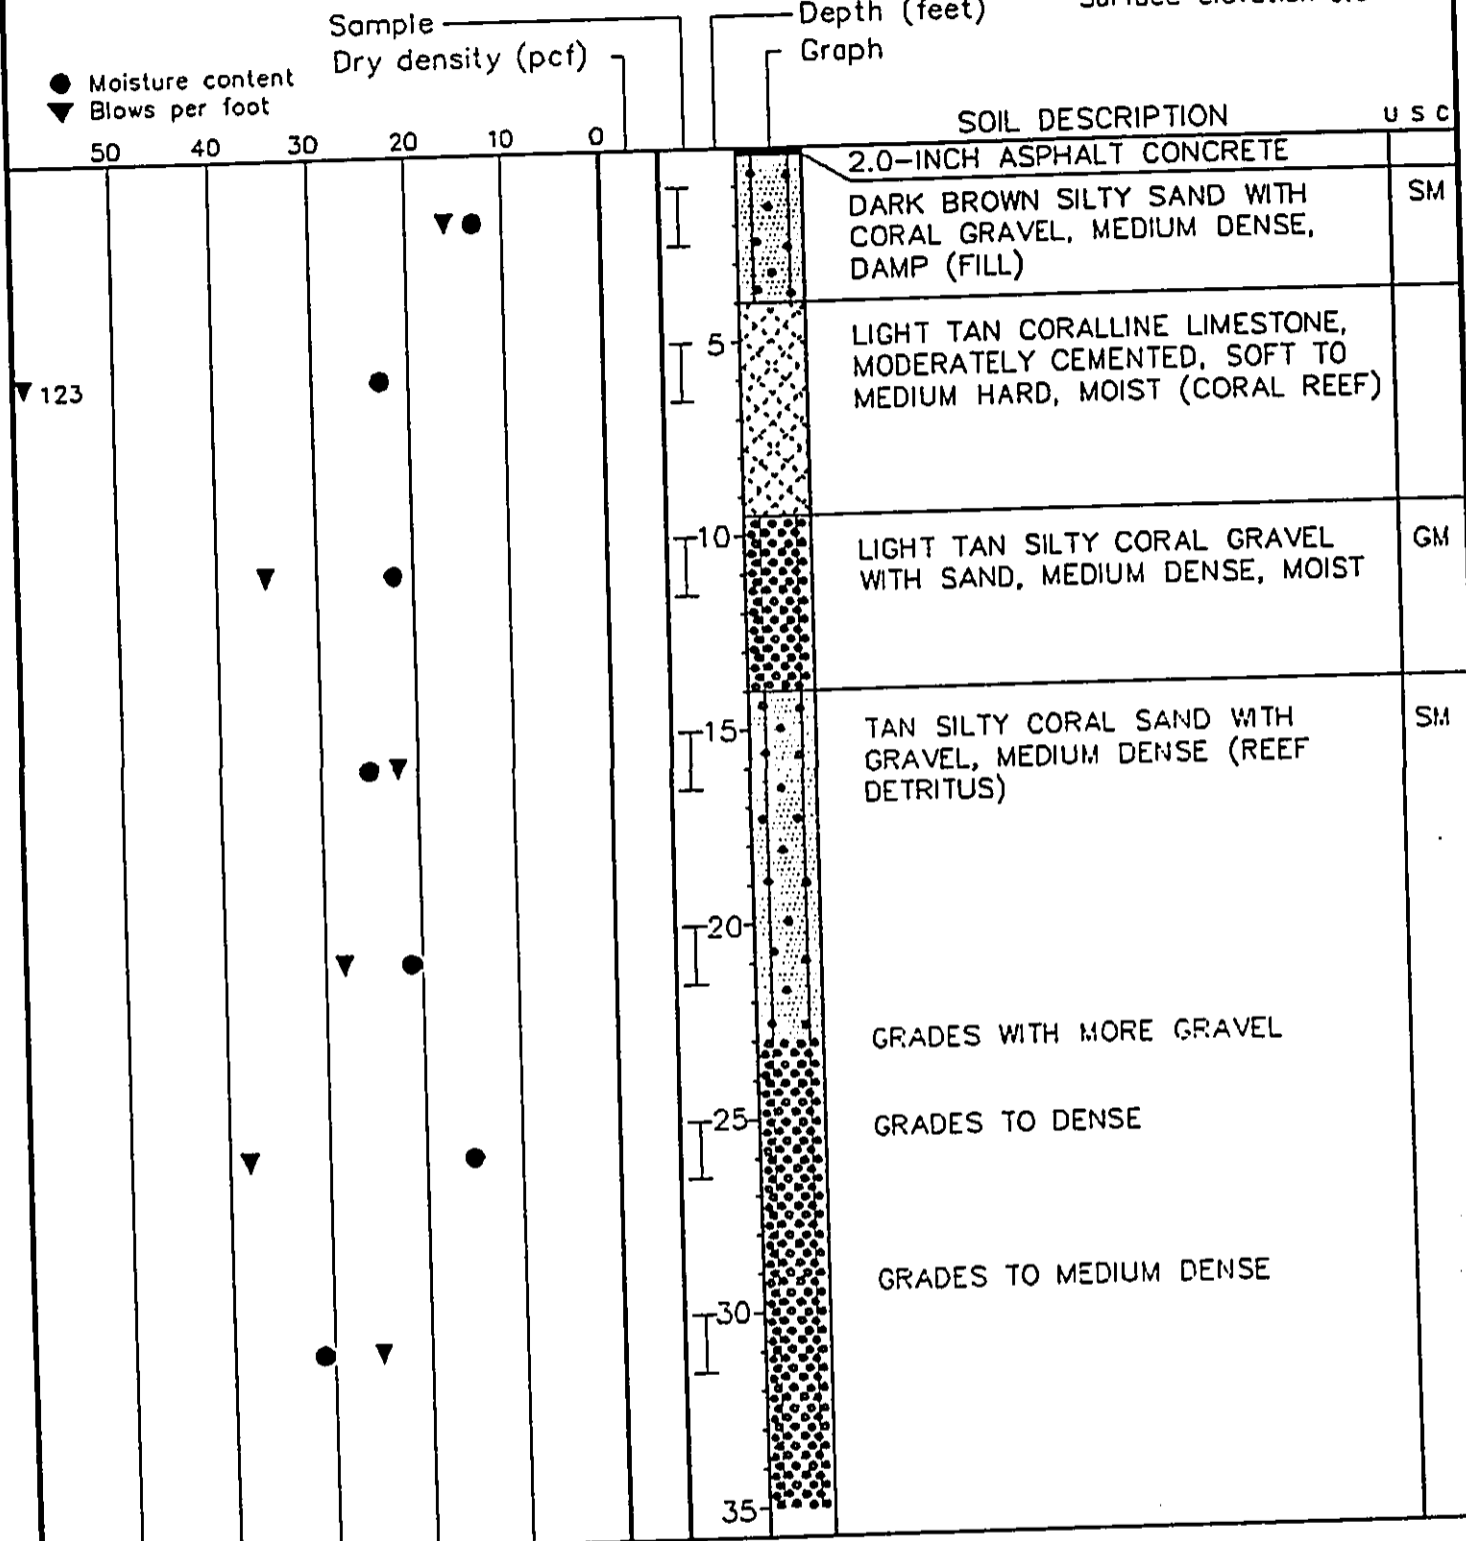 Sample
Depth (feet)
Dry density (pcf)
Graph
Moisture content
Blows per foot
50 40 30 20 10 0
SOIL DESCRIPTION
U S C
2.0-INCH ASPHALT CONCRETE
DARK BROWN SILTY SAND WITH
CORAL GRAVEL, MEDIUM DENSE,
DAMP (FILL)
SM
5
LIGHT TAN CORALLINE LIMESTONE,
MODERATELY CEMENTED, SOFT TO
MEDIUM HARD, MOIST (CORAL REEF)
123
10
LIGHT TAN SILTY CORAL GRAVEL
WITH SAND, MEDIUM DENSE, MOIST
GM
15
TAN SILTY CORAL SAND WITH
GRAVEL, MEDIUM DENSE (REEF
DETRITUS)
SM
20
GRADES WITH MORE GRAVEL
25
GRADES TO DENSE
GRADES TO MEDIUM DENSE
30
35